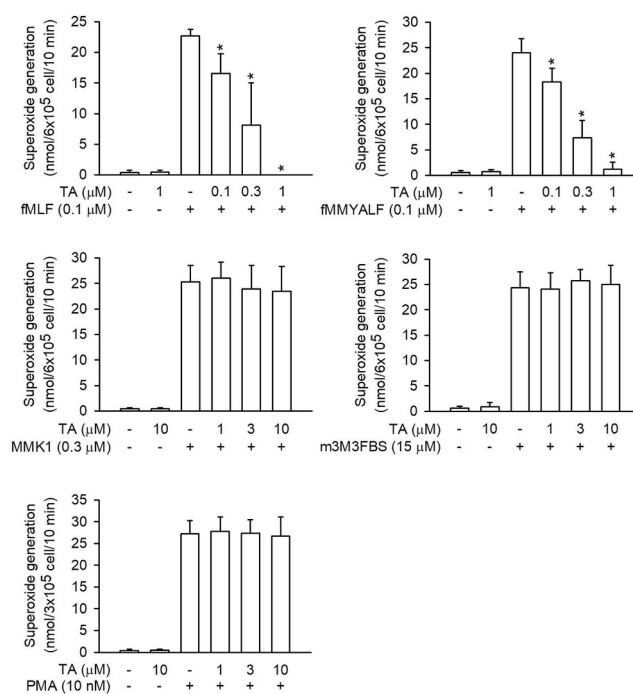 Superoxide generation
(nmol/6x10⁵ cell/10 min)
25
20
15
10
5
0
*
*
*
TA (μM) - 1 - 0.1 0.3 1
fMLF (0.1 μM) - - + + + +
Superoxide generation
(nmol/6x10⁵ cell/10 min)
30
25
20
15
10
5
0
*
*
*
TA (μM) - 1 - 0.1 0.3 1
fMMYALF (0.1 μM) - - + + + +
Superoxide generation
(nmol/6x10⁵ cell/10 min)
30
25
20
15
10
5
0
TA (μM) - 10 - 1 3 10
MMK1 (0.3 μM) - - + + + +
Superoxide generation
(nmol/6x10⁵ cell/10 min)
30
25
20
15
10
5
0
TA (μM) - 10 - 1 3 10
m3M3FBS (15 μM) - - + + + +
Superoxide generation
(nmol/3x10⁵ cell/10 min)
35
30
25
20
15
10
5
0
TA (μM) - 10 - 1 3 10
PMA (10 nM) - - + + + +